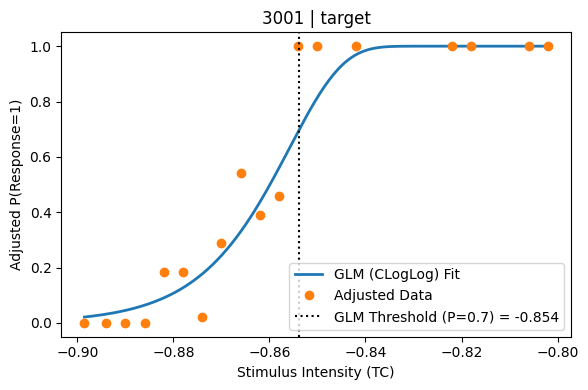 3001 | target
Adjusted P(Response=1)
1.0
0.8
0.6
0.4
0.2
0.0
GLM (CLogLog) Fit
Adjusted Data
GLM Threshold (P=0.7) = -0.854
−0.90 −0.88 −0.86 −0.84 −0.82 −0.80
Stimulus Intensity (TC)